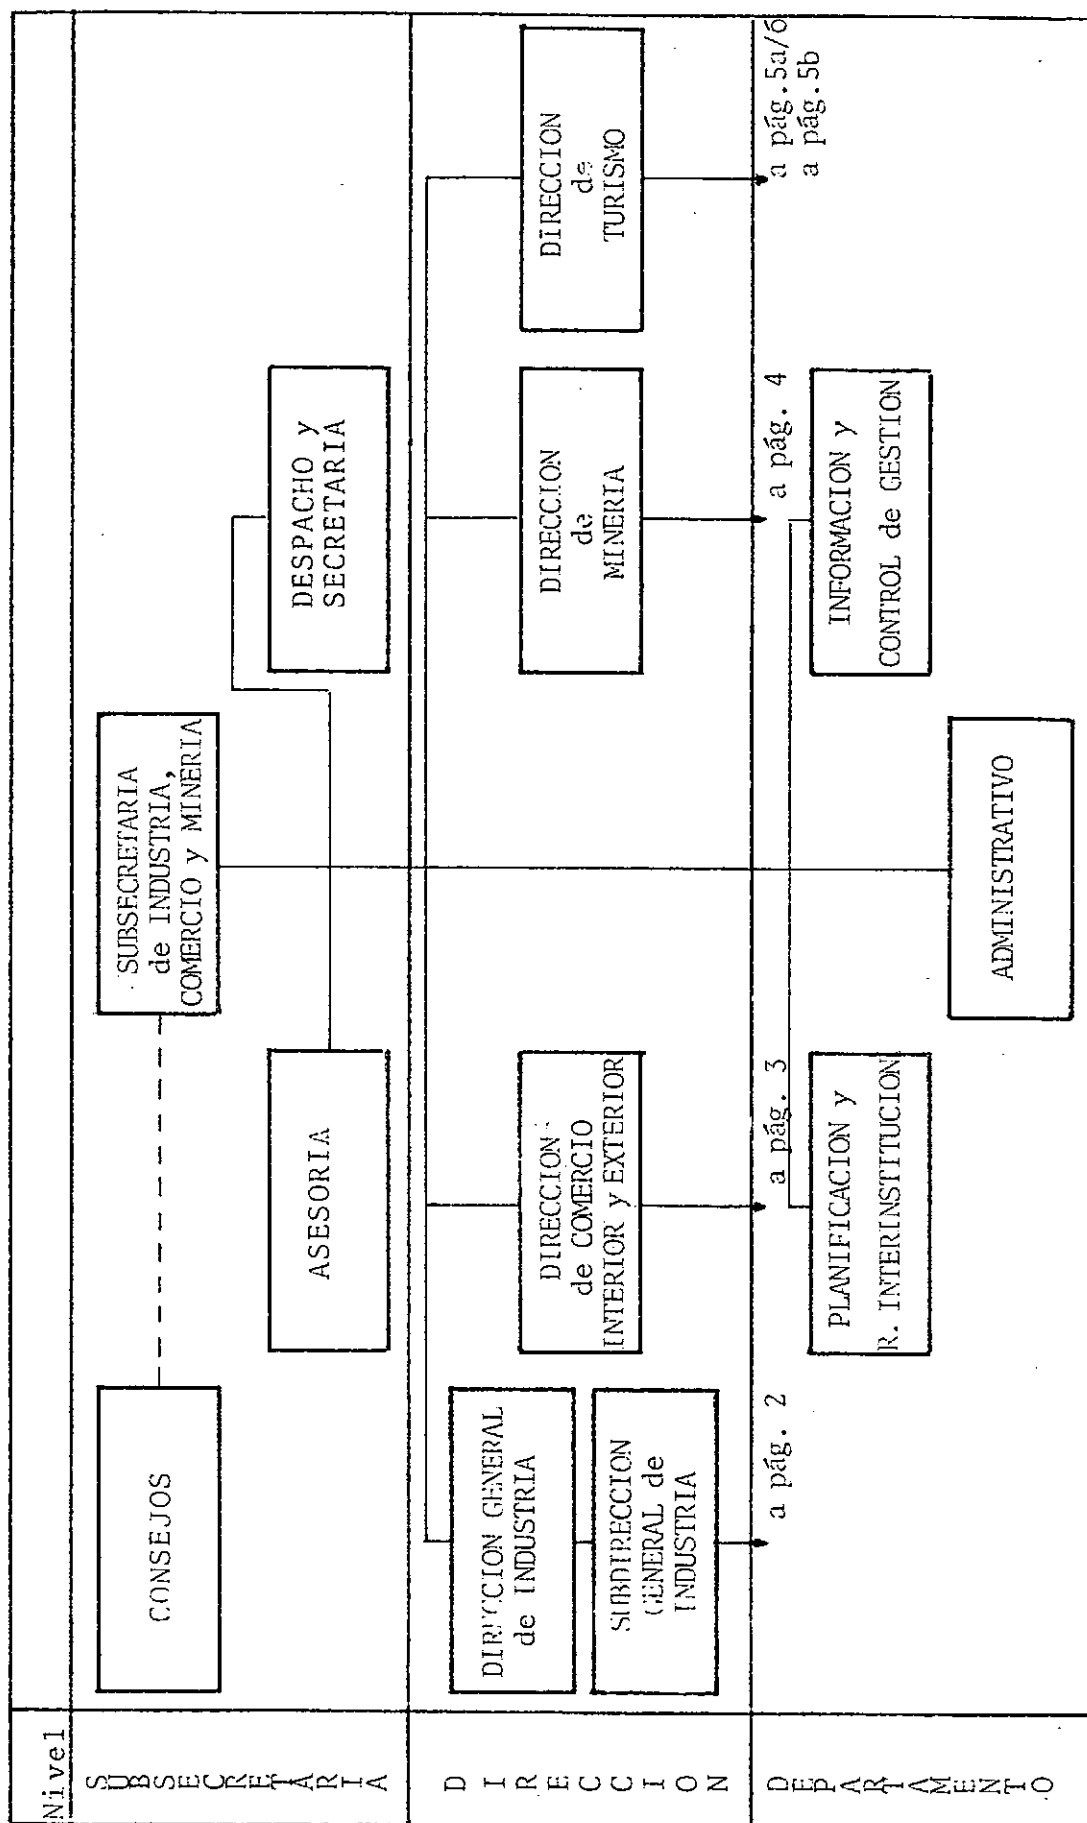 Nivel
SUBSECRETARIA
CONSEJOS
SUBSECRETARIA
de INDUSTRIA,
COMERCIO y MINERIA
ASESORIA
DESPACHO y
SECRETARIA
DIRECCION
DIRECCION GENERAL
de INDUSTRIA
SUBDIRECCION
GENERAL de
INDUSTRIA
DIRECCION
de COMERCIO
INTERIOR y EXTERIOR
DIRECCION
de
MINERIA
DIRECCION
de
TURISMO
DEPARTAMENTO
a pág. 2
a pág. 3
a pág. 4
a pág.5a/6
a pág.5b
PLANIFICACION y
R. INTERINSTITUCION
INFORMACION y
CONTROL de GESTION
ADMINISTRATIVO